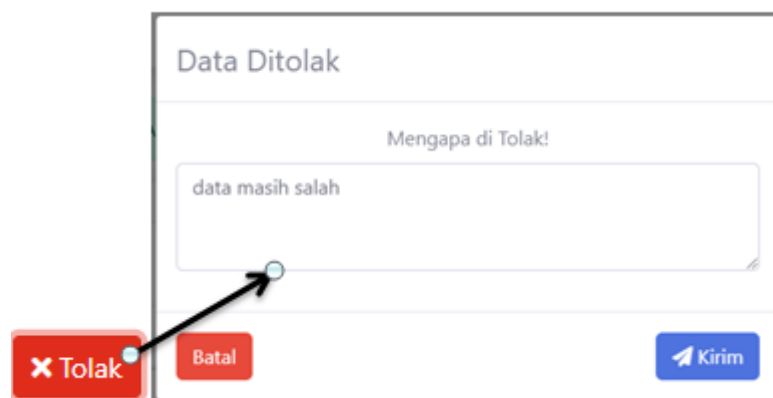 Data Ditolak
Mengapa di Tolak!
data masih salah
Tolak
Batal
Kirim